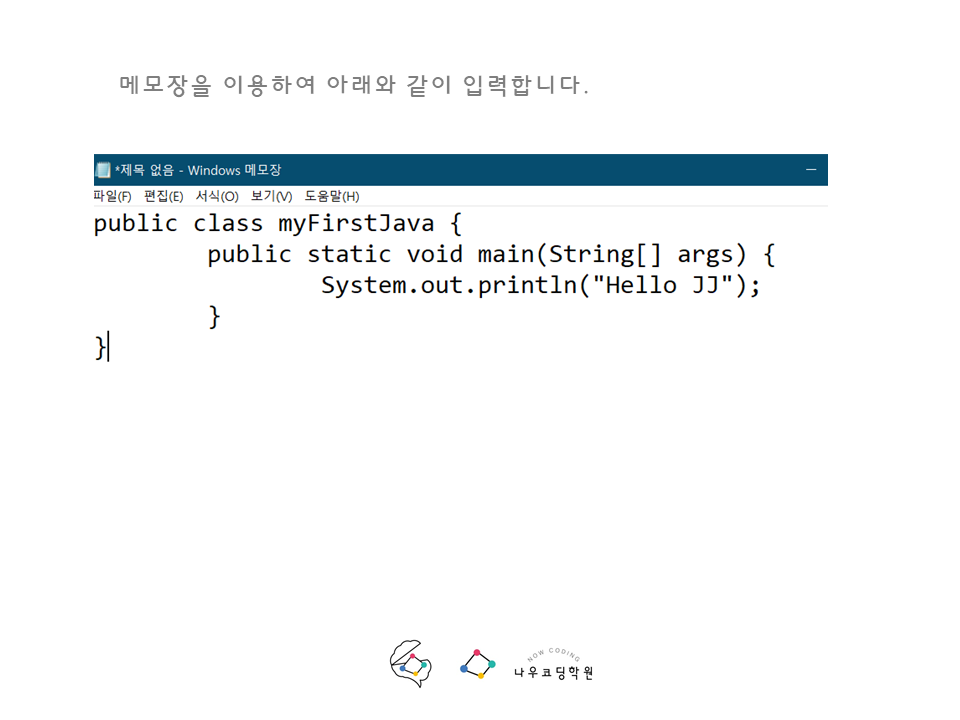 메모장을 이용하여 아래와 같이 입력합니다.
*제목 없음 - Windows 메모장
파일(F) 편집(E) 서식(O) 보기(V) 도움말(H)
public class myFirstJava {
        public static void main(String[] args) {
                System.out.println("Hello JJ");
        }
}
NOW CODING
나우코딩학원